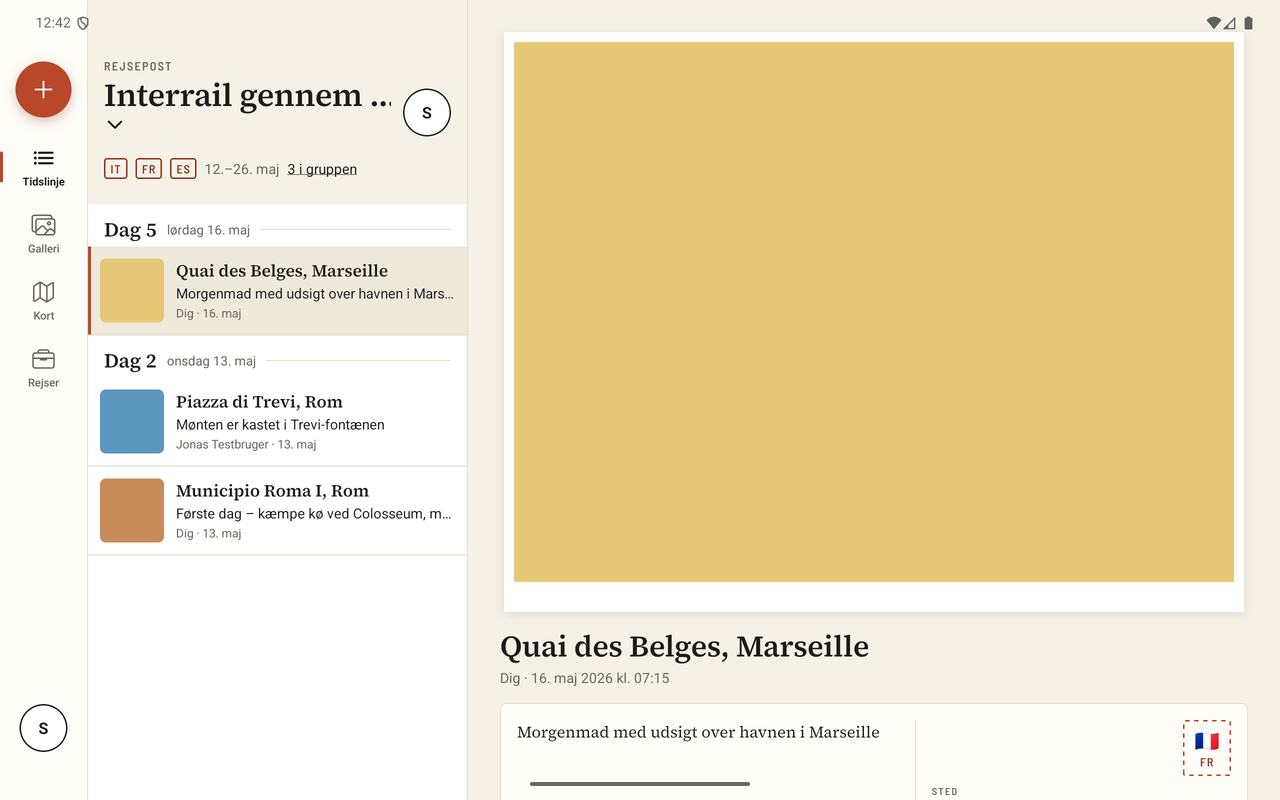 12:42
REJSEPOST
Interrail gennem ...
S
IT FR ES 12.–26. maj 3 i gruppen
Tidslinje
Galleri
Kort
Rejser
S
Dag 5 lørdag 16. maj
Quai des Belges, Marseille
Morgenmad med udsigt over havnen i Mars...
Dig · 16. maj
Dag 2 onsdag 13. maj
Piazza di Trevi, Rom
Mønten er kastet i Trevi-fontænen
Jonas Testbruger · 13. maj
Municipio Roma I, Rom
Første dag – kæmpe kø ved Colosseum, m...
Dig · 13. maj
Quai des Belges, Marseille
Dig · 16. maj 2026 kl. 07:15
Morgenmad med udsigt over havnen i Marseille
FR
STED